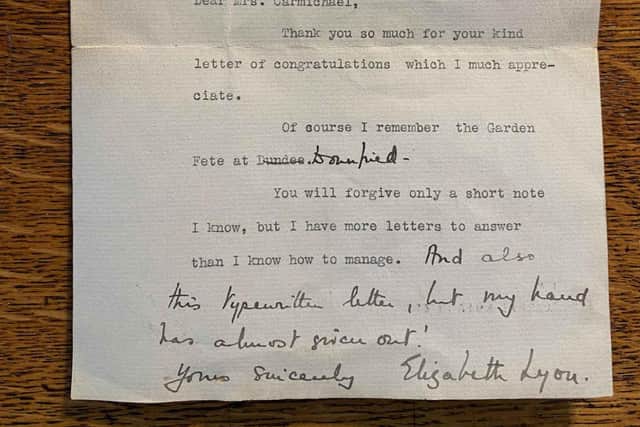 Dear Mrs. Carmichael,
Thank you so much for your kind
letter of congratulations which I much appre-
ciate.
Of course I remember the Garden
Fete at Dundee. Downfield-
You will forgive only a short note
I know, but I have more letters to answer
than I know how to manage. And also
this typewritten letter, but my hand
has almost given out!
Yours sincerely Elizabeth Lyon.